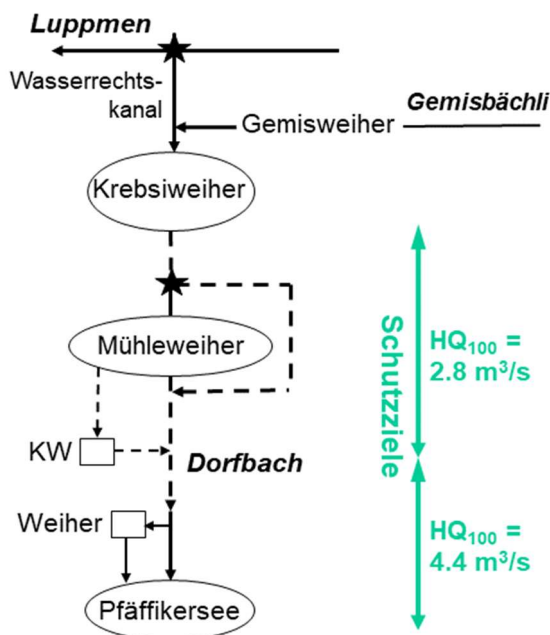 Luppmen
Wasserrechts-
kanal
Gemisbächli
Gemisweiher
Krebsiweiher
Mühleweiher
Schutzziele
HQ100 =
2.8 m³/s
KW
Dorfbach
Weiher
HQ100 =
4.4 m³/s
Pfäffikersee